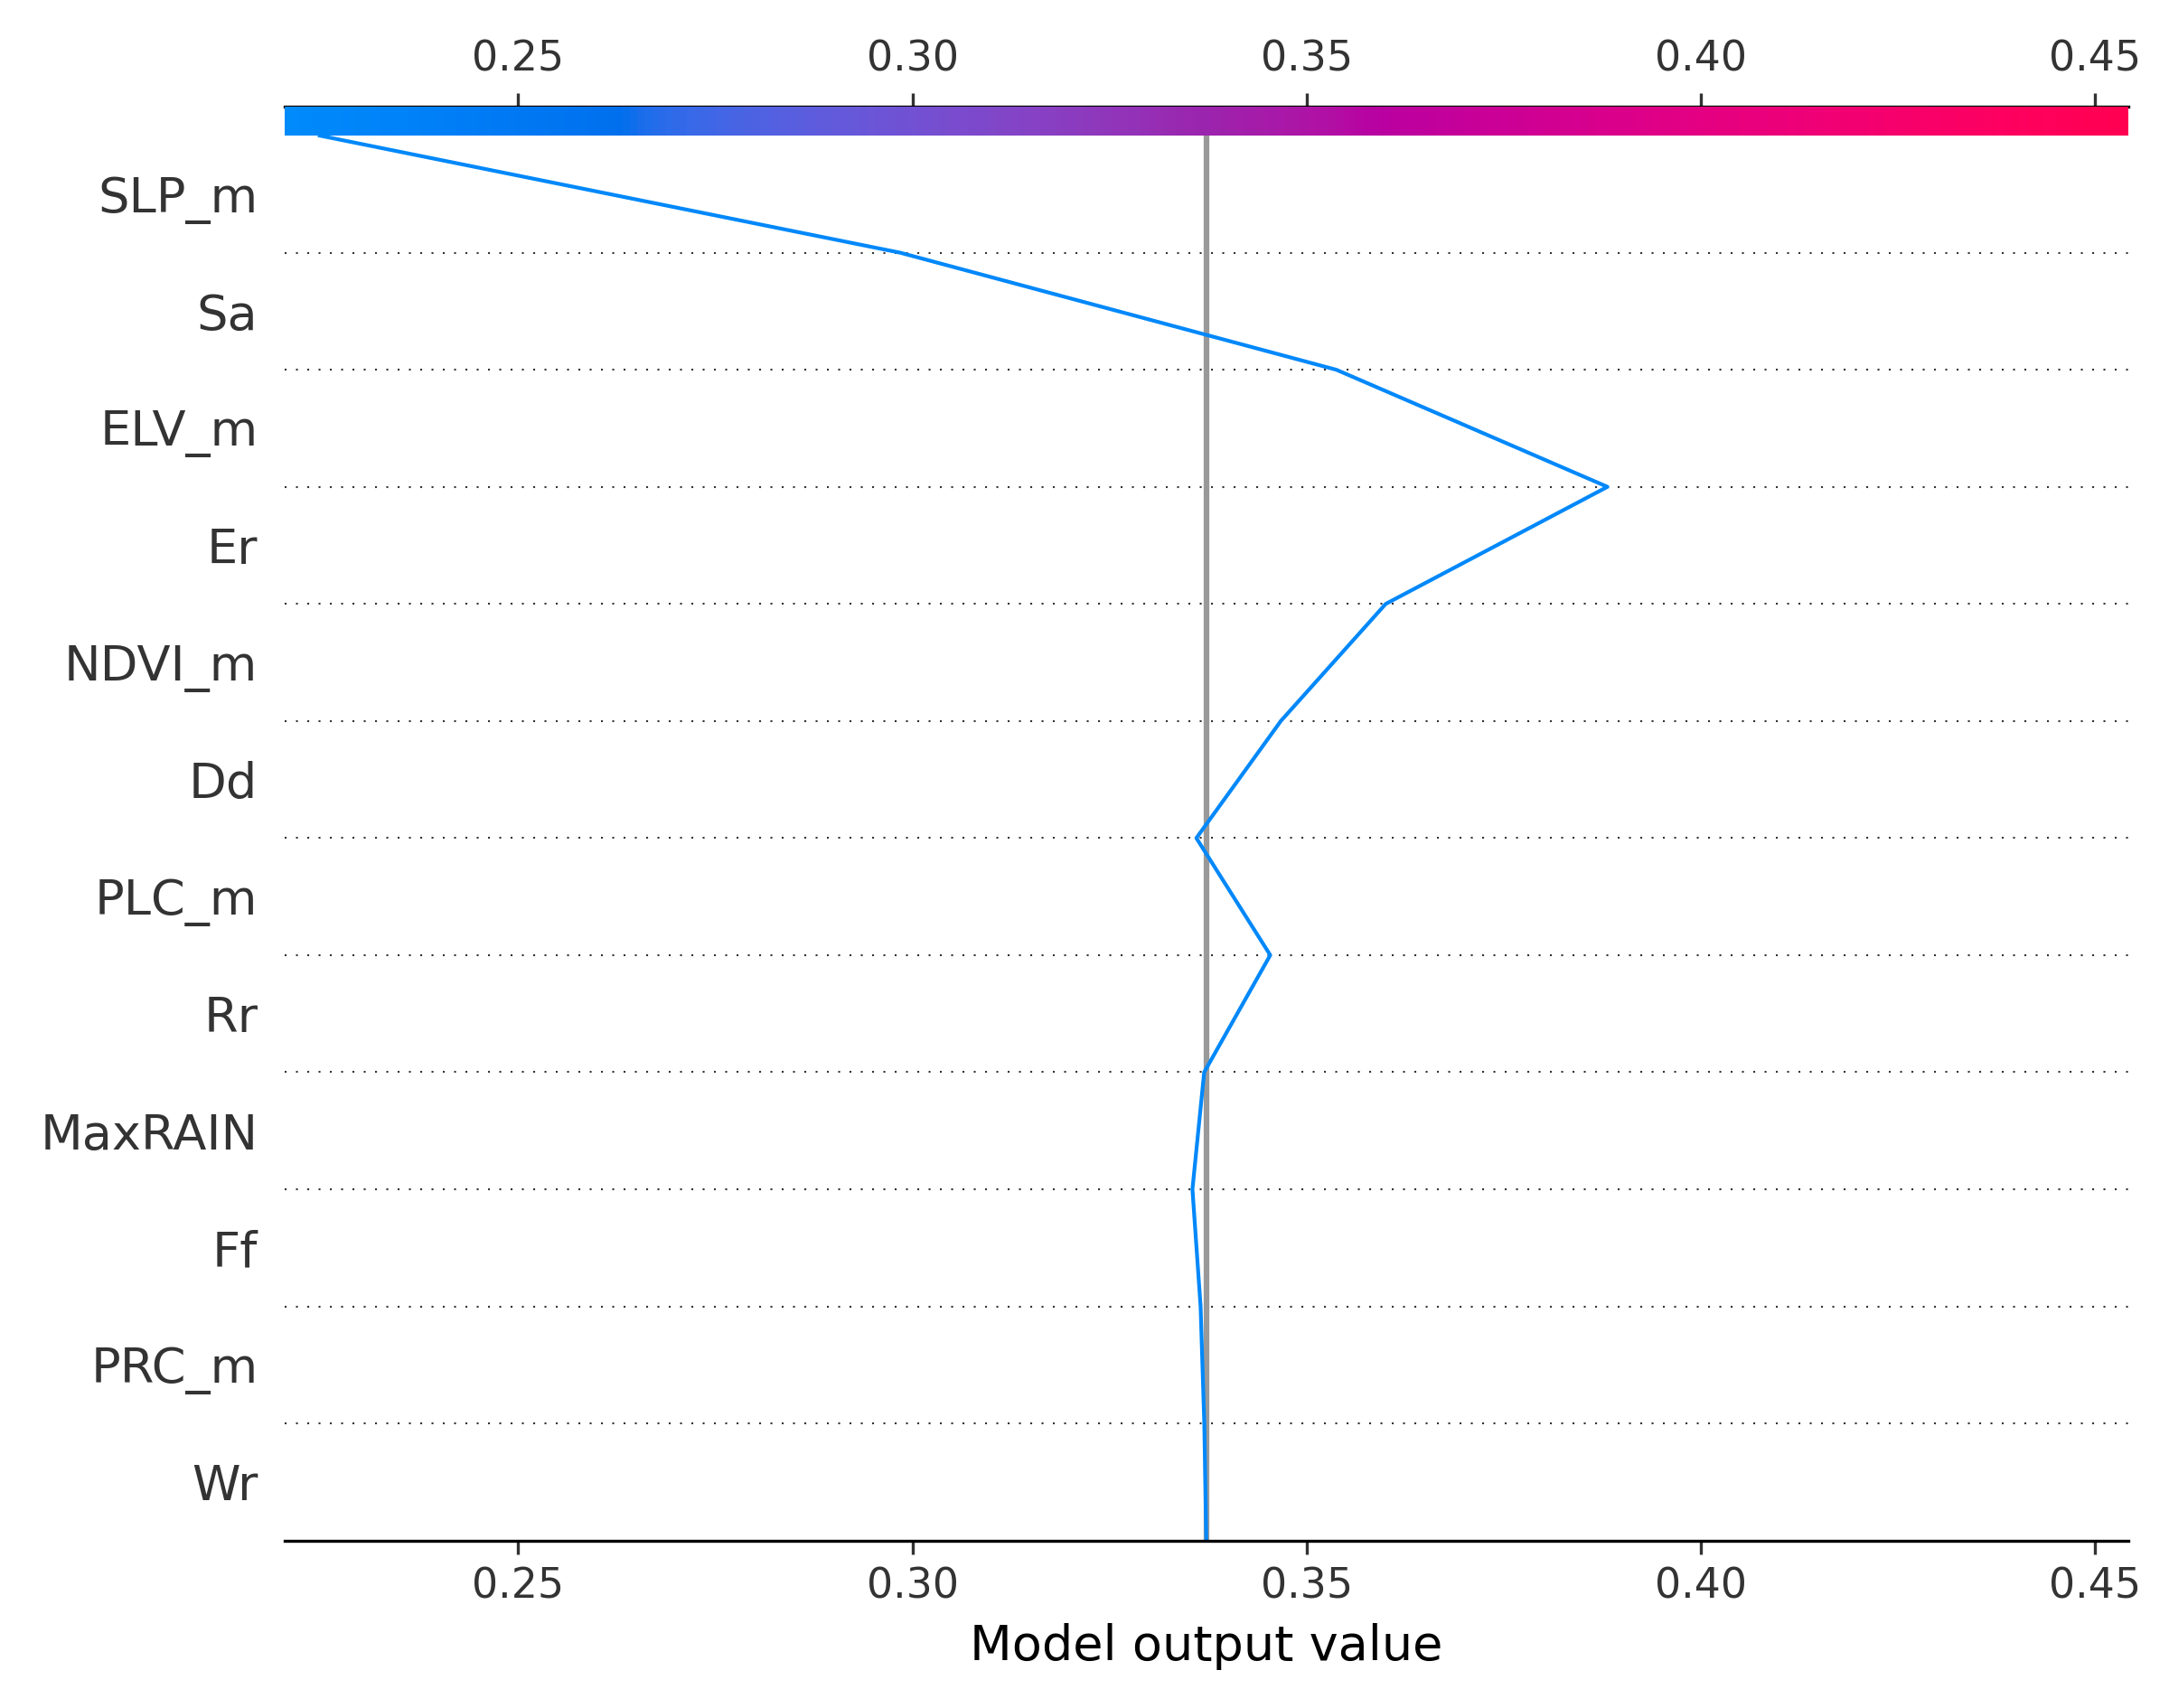 0.25 0.30 0.35 0.40 0.45
SLP_m
Sa
ELV_m
Er
NDVI_m
Dd
PLC_m
Rr
MaxRAIN
Ff
PRC_m
Wr
0.25 0.30 0.35 0.40 0.45
Model output value